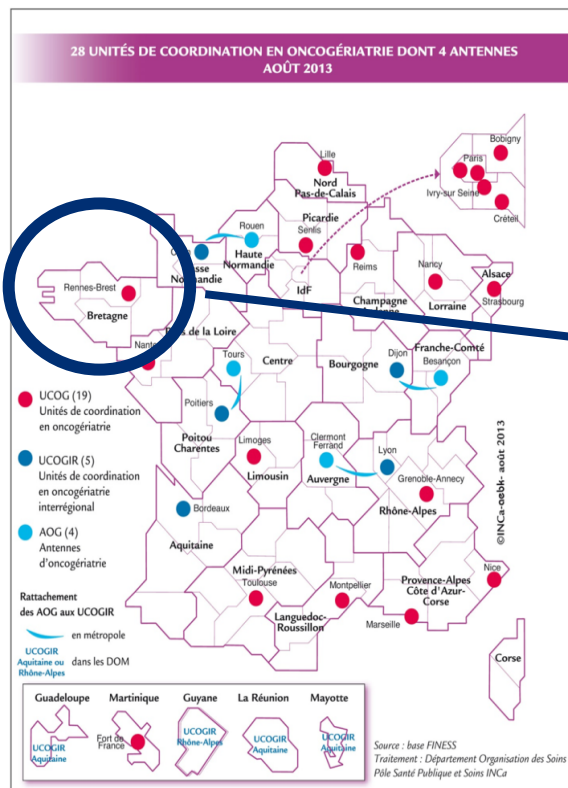 28 UNITÉS DE COORDINATION EN ONCOGÉRIATRIE DONT 4 ANTENNES
AOÛT 2013
Bobigny
Paris
Ivry-sur Seine
Créteil
Lille
Nord
Pas-de-Calais
Picardie
Senlis
Rouen
Haute
Normandie
Normandie
Reims
IdF
Champagne
Nancy
Lorraine
Alsace
Strasbourg
Rennes-Brest
Bretagne
de la Loire
Tours
Centre
Bourgogne
Dijon
Franche-Comté
Besançon
Poitiers
Poitou
Charentes
Limoges
Limousin
Clermont
Ferrand
Auvergne
Lyon
Grenoble-Annecy
Rhône-Alpes
Bordeaux
Aquitaine
Midi-Pyrénées
Toulouse
Montpellier
Languedoc-
Roussillon
Provence-Alpes
Côte d'Azur-
Corse
Nice
Marseille
Corse
UCOG (19)
Unités de coordination
en oncogériatrie
UCOGIR (5)
Unités de coordination
en oncogériatrie
interrégional
AOG (4)
Antennes
d'oncogériatrie
Rattachement
des AOG aux UCOGIR
en métropole
UCOGIR
Aquitaine ou
Rhône-Alpes
dans les DOM
©INCa-oebk- août 2013
Guadeloupe
UCOGIR
Aquitaine
Martinique
Fort de
France
Guyane
UCOGIR
Rhône-Alpes
La Réunion
UCOGIR
Aquitaine
Mayotte
UCOGIR
Aquitaine
Source : base FINESS
Traitement : Département Organisation des Soins
Pôle Santé Publique et Soins INCa